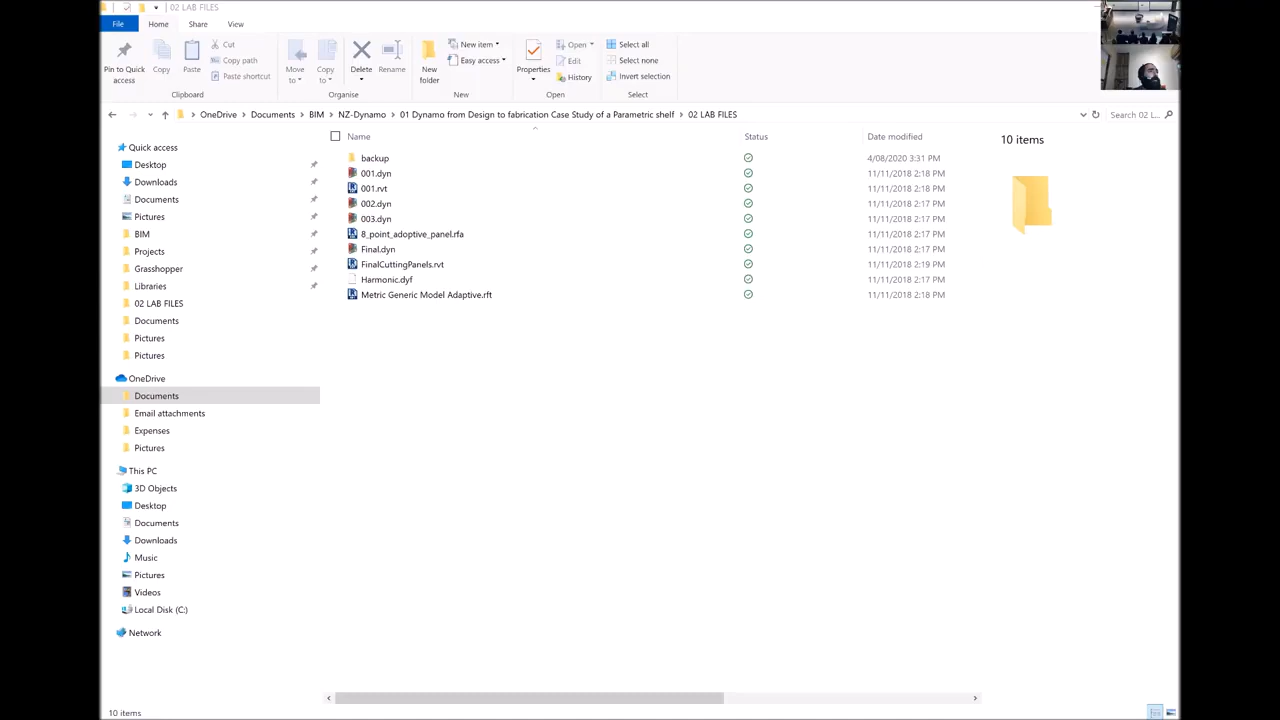 02 LAB FILES
File Home Share View
Pin to Quick access
Copy
Paste
Cut
Copy path
Paste shortcut
Clipboard
Move to
Copy to
Delete
Rename
Organise
New folder
New item
Easy access
New
Properties
Open
Edit
History
Open
Select all
Select none
Invert selection
Select
OneDrive > Documents > BIM > NZ-Dynamo > 01 Dynamo from Design to fabrication Case Study of a Parametric shelf > 02 LAB FILES
Search 02 L...
Name Status Date modified
backup 4/08/2020 3:31 PM
001.dyn 11/11/2018 2:18 PM
001.rvt 11/11/2018 2:18 PM
002.dyn 11/11/2018 2:17 PM
003.dyn 11/11/2018 2:17 PM
8_point_adoptive_panel.rfa 11/11/2018 2:17 PM
Final.dyn 11/11/2018 2:17 PM
FinalCuttingPanels.rvt 11/11/2018 2:19 PM
Harmonic.dyf 11/11/2018 2:17 PM
Metric Generic Model Adaptive.rft 11/11/2018 2:18 PM
10 items
Quick access
Desktop
Downloads
Documents
Pictures
BIM
Projects
Grasshopper
Libraries
02 LAB FILES
Documents
Pictures
Pictures
OneDrive
Documents
Email attachments
Expenses
Pictures
This PC
3D Objects
Desktop
Documents
Downloads
Music
Pictures
Videos
Local Disk (C:)
Network
10 items